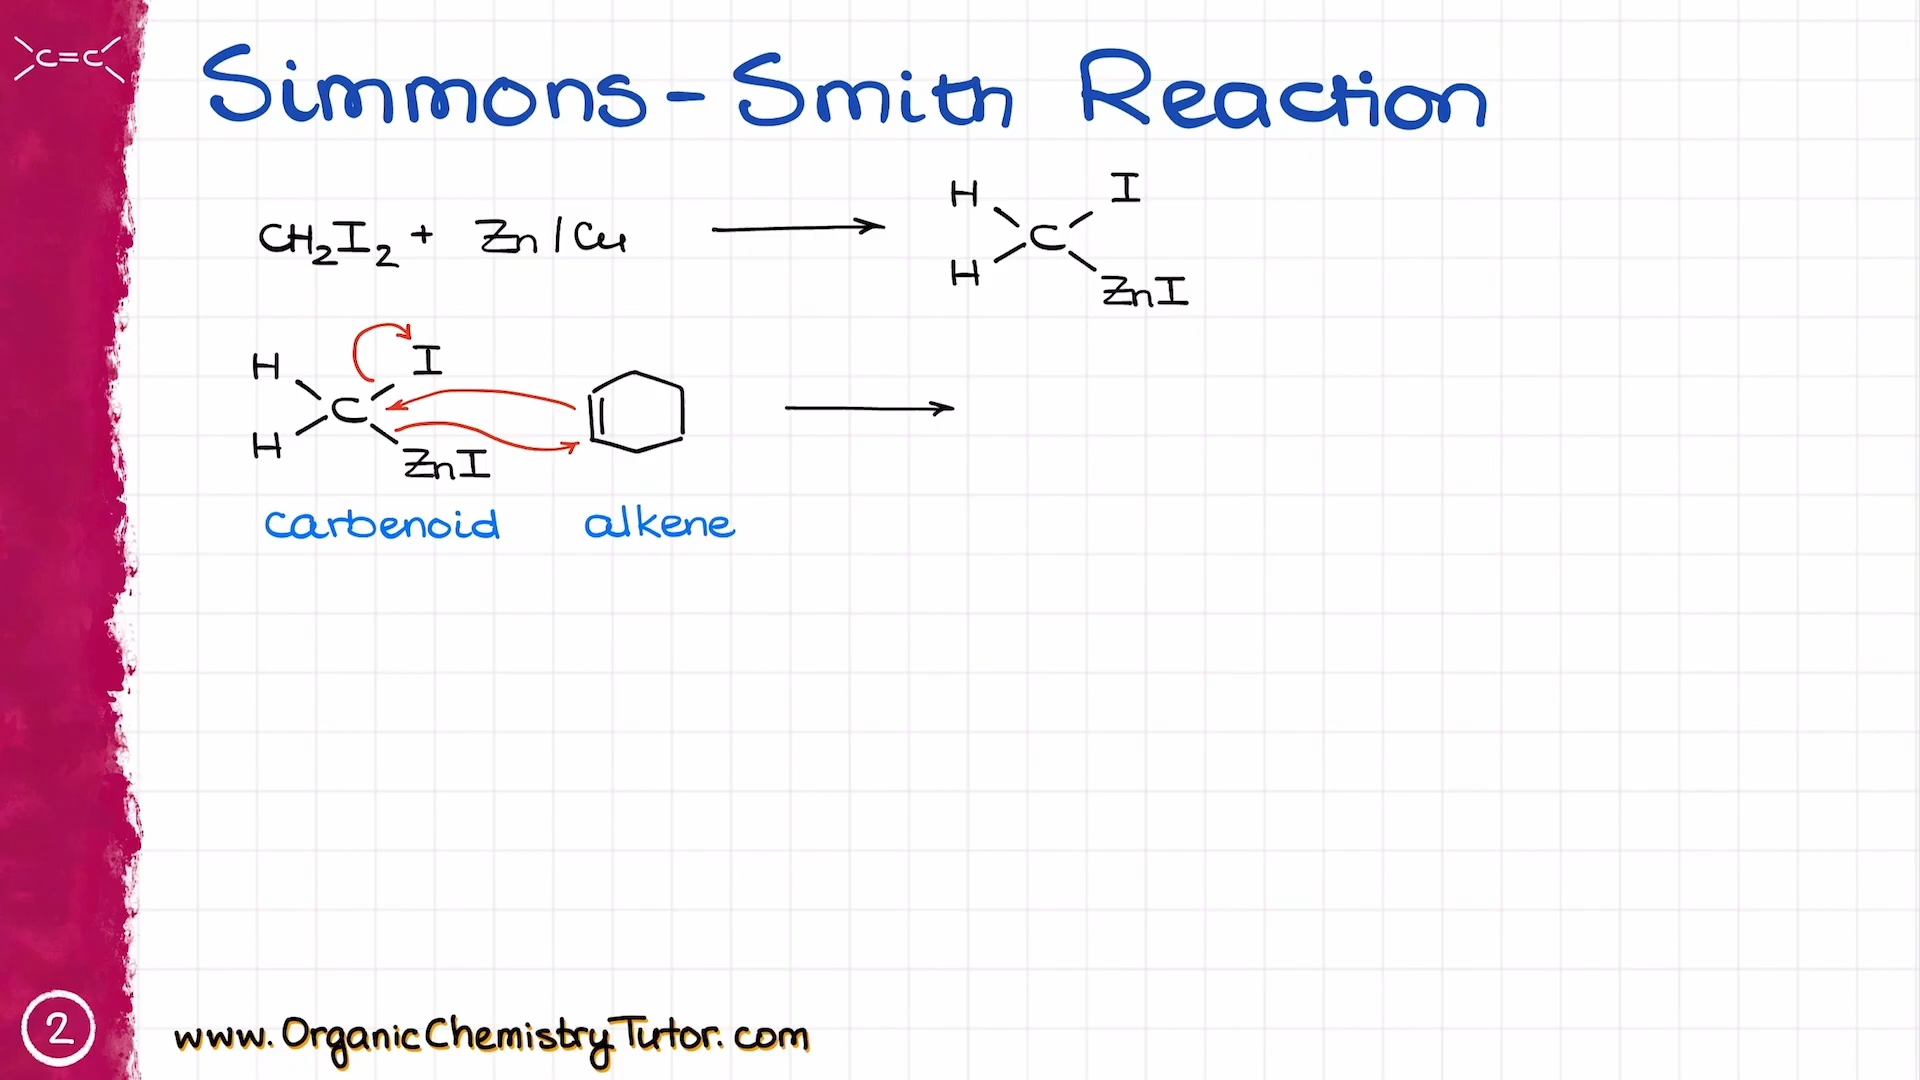 C=C
Simmons-Smith Reaction
CH₂I₂ + Zn/Cu
H I
C
H ZnI
H I
C
H ZnI
carbenoid alkene
2
www.OrganicChemistryTutor.com